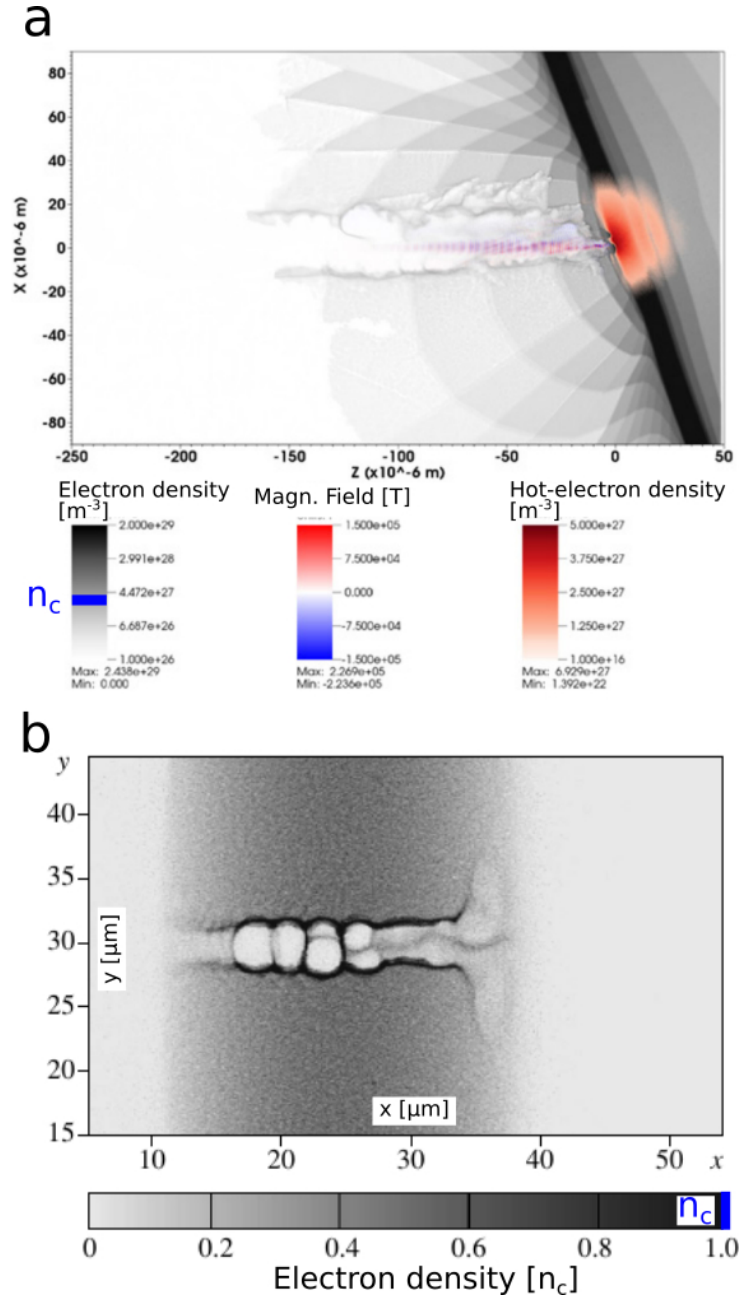 a
80
60
40
20
0
-20
-40
-60
-80
X (x10^-6 m)
-250 -200 -150 -100 -50 0 50
Z (x10^-6 m)
Electron density
[m⁻³]
2.000e+29
2.991e+28
4.472e+27
6.687e+26
1.000e+26
Max: 2.438e+29
Min: 0.000
n_c
Magn. Field [T]
1.500e+05
7.500e+04
0.000
-7.500e+04
-1.500e+05
Max: 2.269e+05
Min: -2.236e+05
Hot-electron density
[m⁻³]
5.000e+27
3.750e+27
1.250e+27
1.000e+16
Max: 6.929e+27
Min: 1.392e+22
b
y
40
35
30
25
20
15
y [µm]
x [µm]
10 20 30 40 50 x
n_c
0 0.2 0.4 0.6 0.8 1.0
Electron density [n_c]